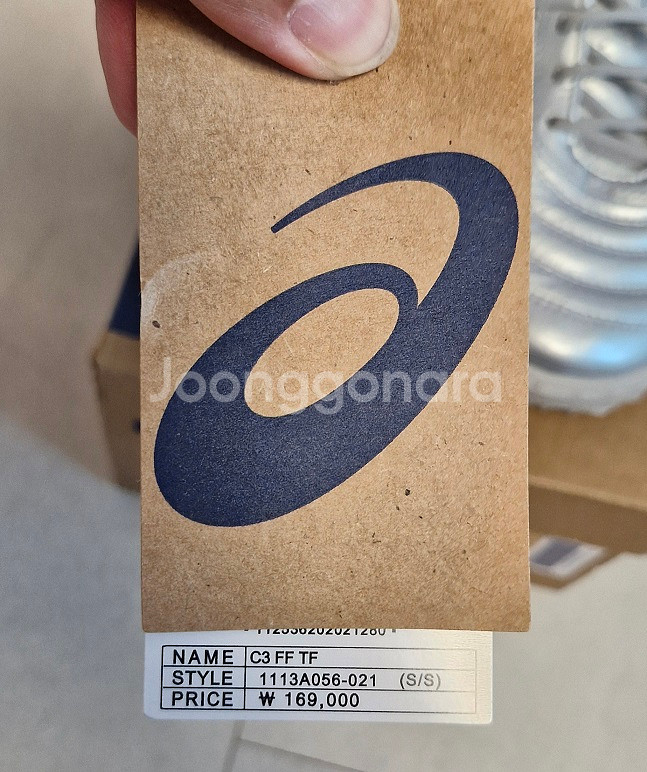 Joonggonara
NAME C3 FF TF
STYLE 1113A056-021 (S/S)
PRICE ₩ 169,000